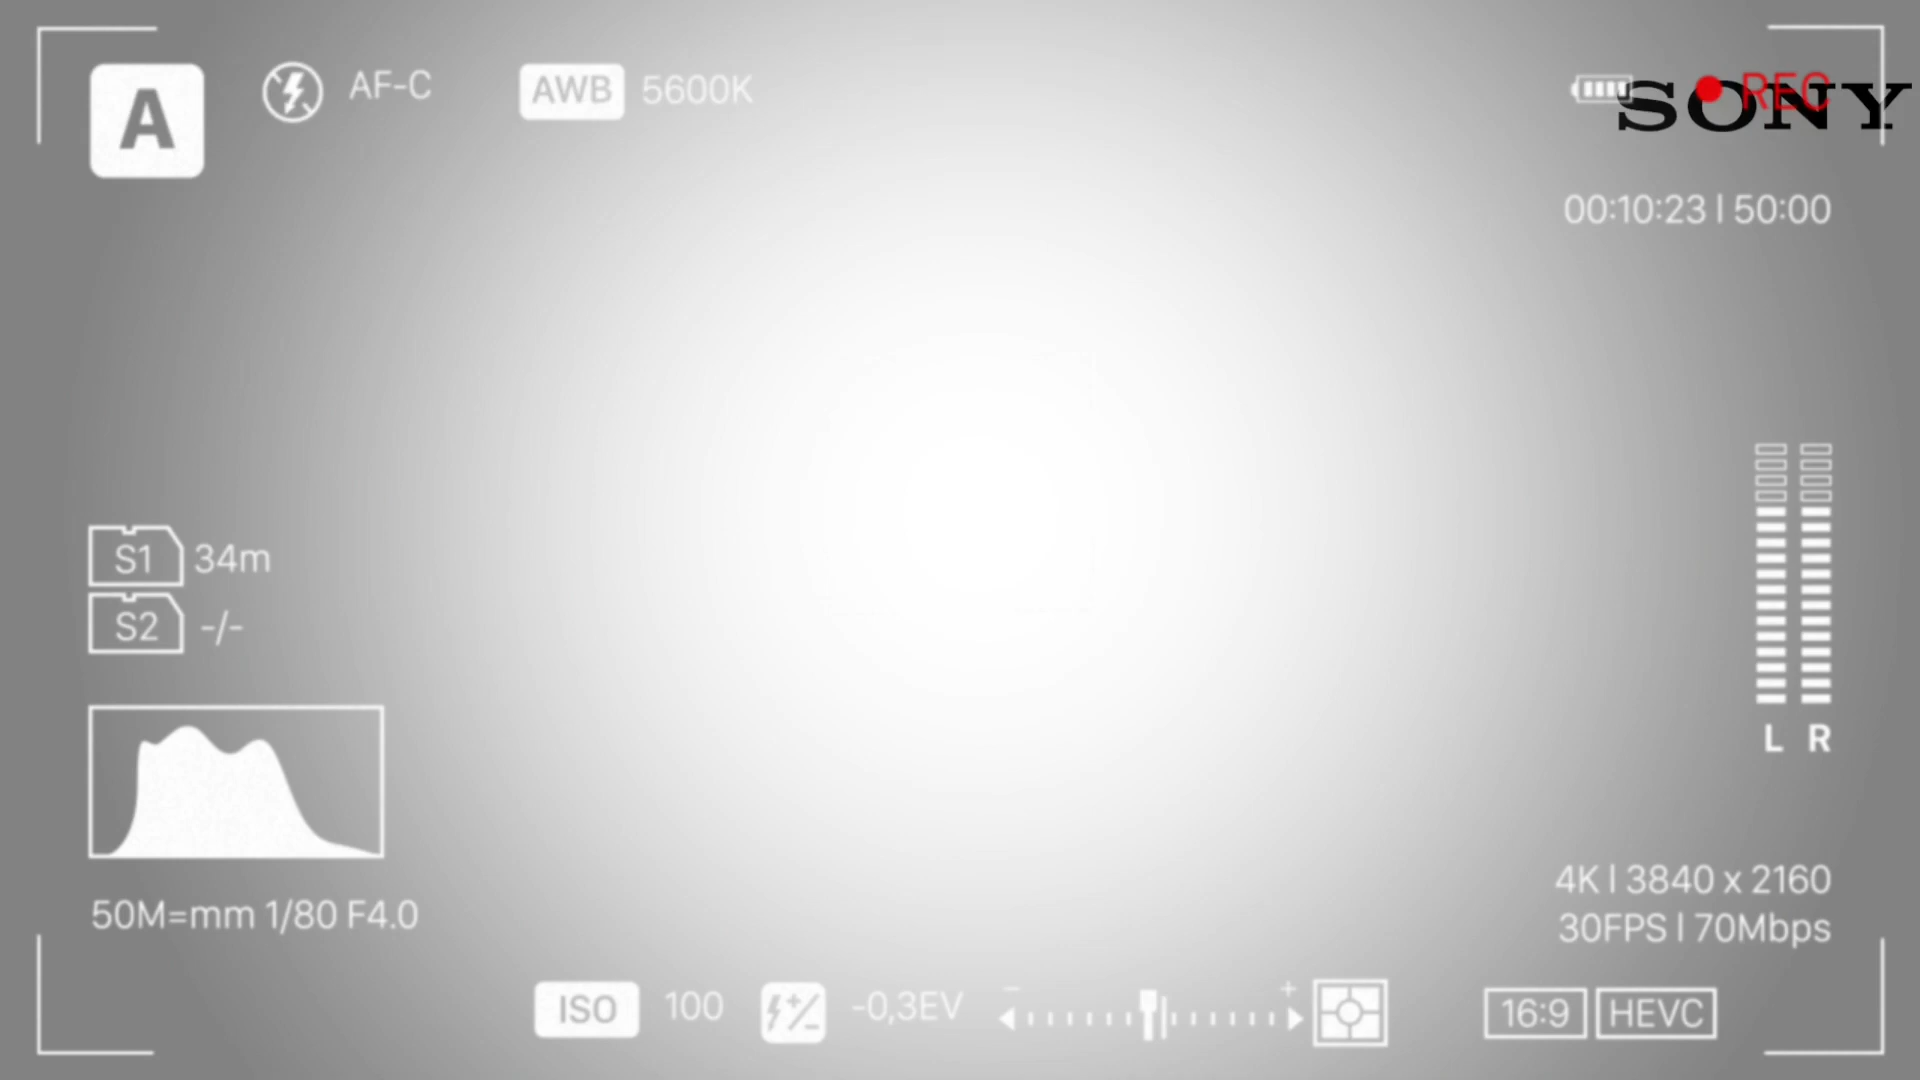 A
AF-C
AWB 5600K
REC
SONY
00:10:23 | 50:00
S1 34m
S2 -/-
L R
50M=mm 1/80 F4.0
4K | 3840 x 2160
30FPS | 70Mbps
ISO 100
-0,3EV
- +
16:9 HEVC